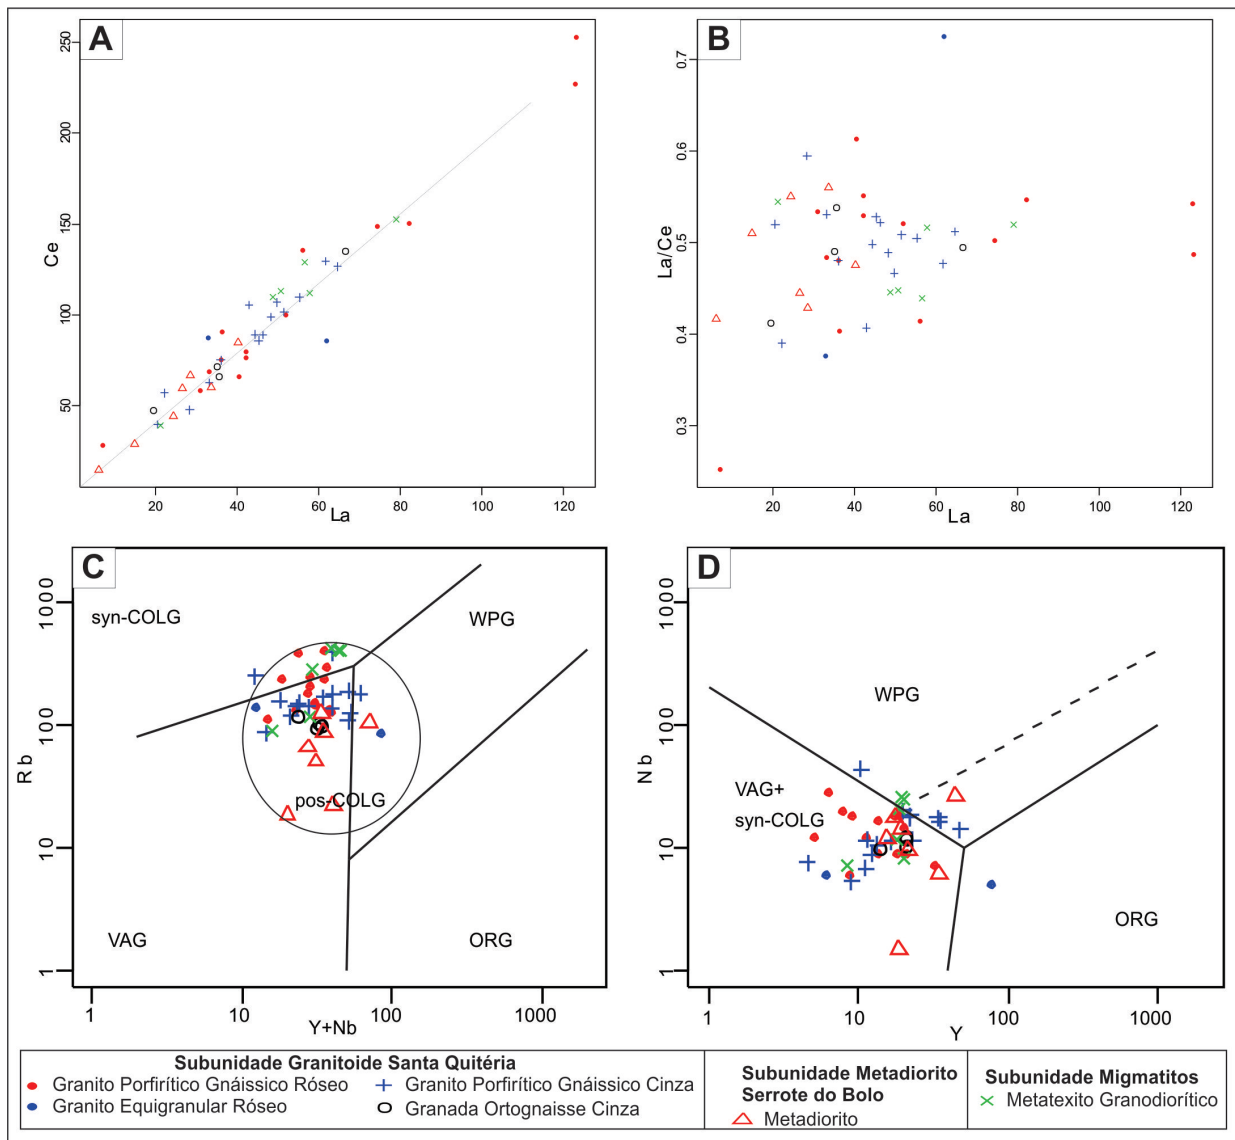 A
Ce
250
200
150
100
50
20
40
60
80
100
120
La
B
La/Ce
0.7
0.6
0.5
0.4
0.3
20
40
60
80
100
120
La
C
Rb
1000
100
10
1
syn-COLG
WPG
pos-COLG
VAG
ORG
1
10
100
1000
Y+Nb
D
Nb
1000
100
10
1
WPG
VAG+
syn-COLG
ORG
1
10
100
1000
Y
Subunidade Granitoide Santa Quitéria
Granito Porfirítico Gnáissico Róseo
Granito Porfirítico Gnáissico Cinza
Granito Equigranular Róseo
Granada Ortognaisse Cinza
Subunidade Metadiorito
Serrote do Bolo
Metadiorito
Subunidade Migmatitos
Metatexito Granodiorítico